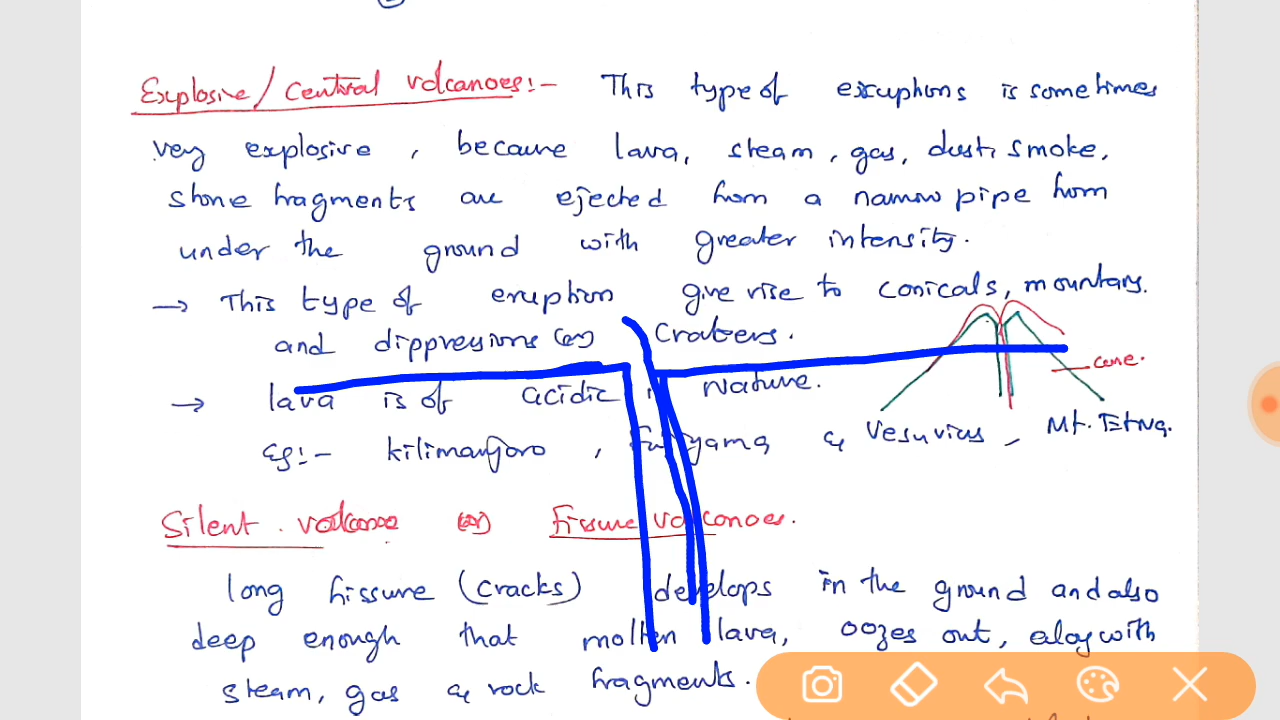 Explosive/Central volcanoes:- This type of eruptions is sometimes
very explosive, because lava, steam, gas, dust, smoke,
stone fragments are ejected from a narrow pipe from
under the ground with greater intensity.
→ This type of eruption give rise to conicals, mountains.
and dippresions (or) Craters.
cone.
→ lava is of acidic in Nature.
eg:- kilimanjoro, Fujiyama & Vesuvius - Mt. Etna.
Silent volcanoe (or) Fissure volcanoes.
long fissure (cracks) develops in the ground and also
deep enough that molten lava, oozes out, along with
steam, gas & rock fragments.